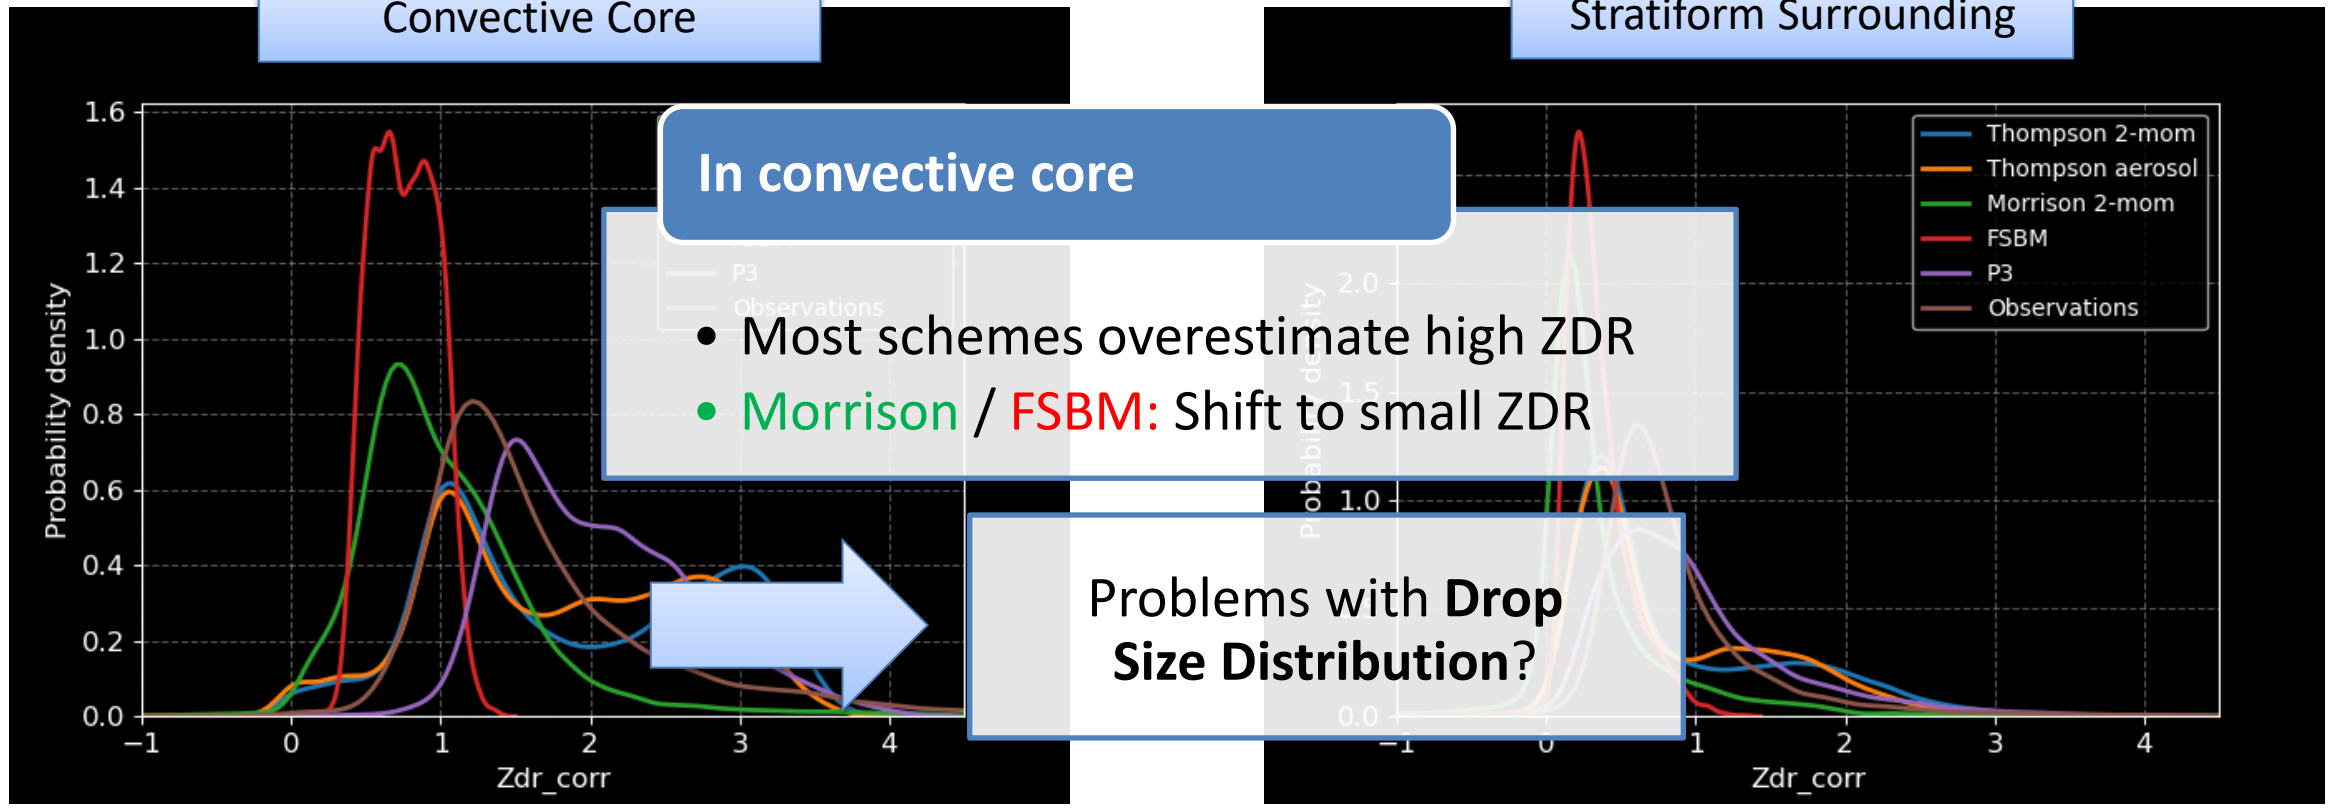 Convective Core
Stratiform Surrounding
In convective core
• Most schemes overestimate high ZDR
• Morrison / FSBM: Shift to small ZDR
Problems with Drop
Size Distribution?
Probability density
1.6
1.4
1.2
1.0
0.8
0.6
0.4
0.2
0.0
−1 0 1 2 3 4
Zdr_corr
P3
Observations
Probability density
2.0
1.5
1.0
0.0
−1 0 1 2 3 4
Zdr_corr
Thompson 2-mom
Thompson aerosol
Morrison 2-mom
FSBM
P3
Observations